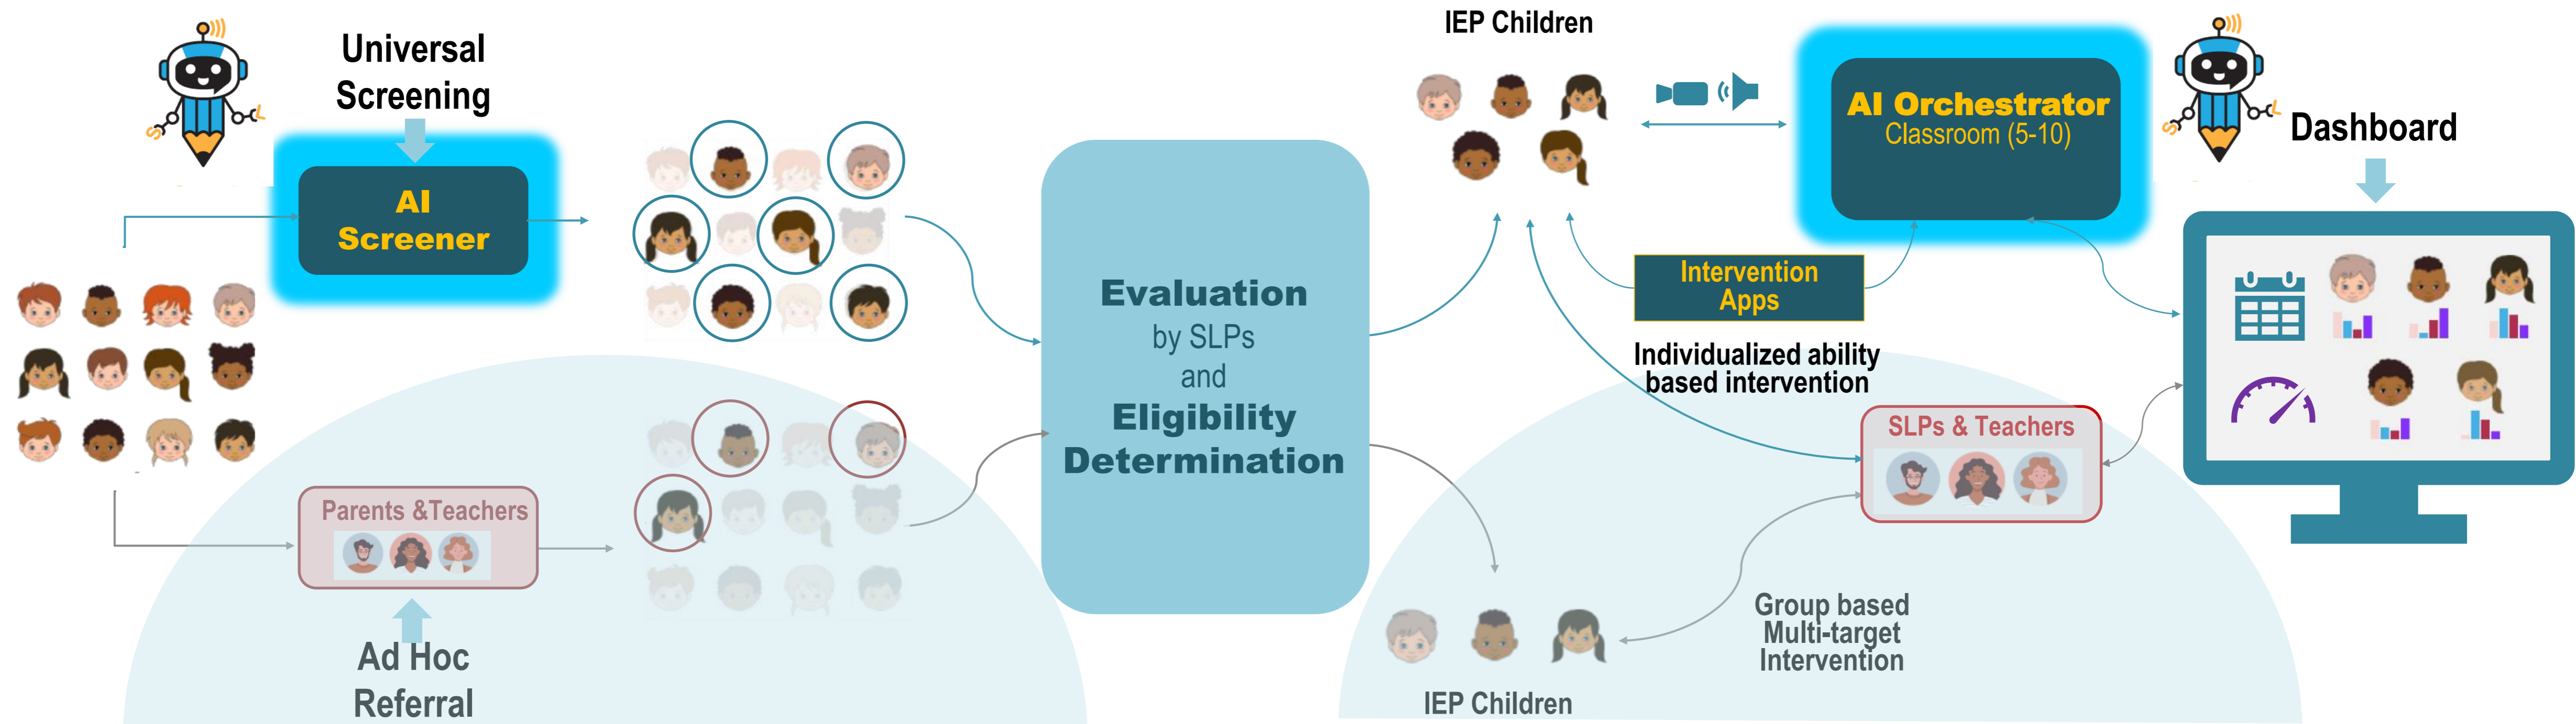 Universal
Screening
AI
Screener
Parents &Teachers
Ad Hoc
Referral
Evaluation
by SLPs
and
Eligibility
Determination
IEP Children
AI Orchestrator
Classroom (5-10)
Dashboard
Intervention
Apps
Individualized ability
based intervention
SLPs & Teachers
Group based
Multi-target
Intervention
IEP Children
S
L
S
L